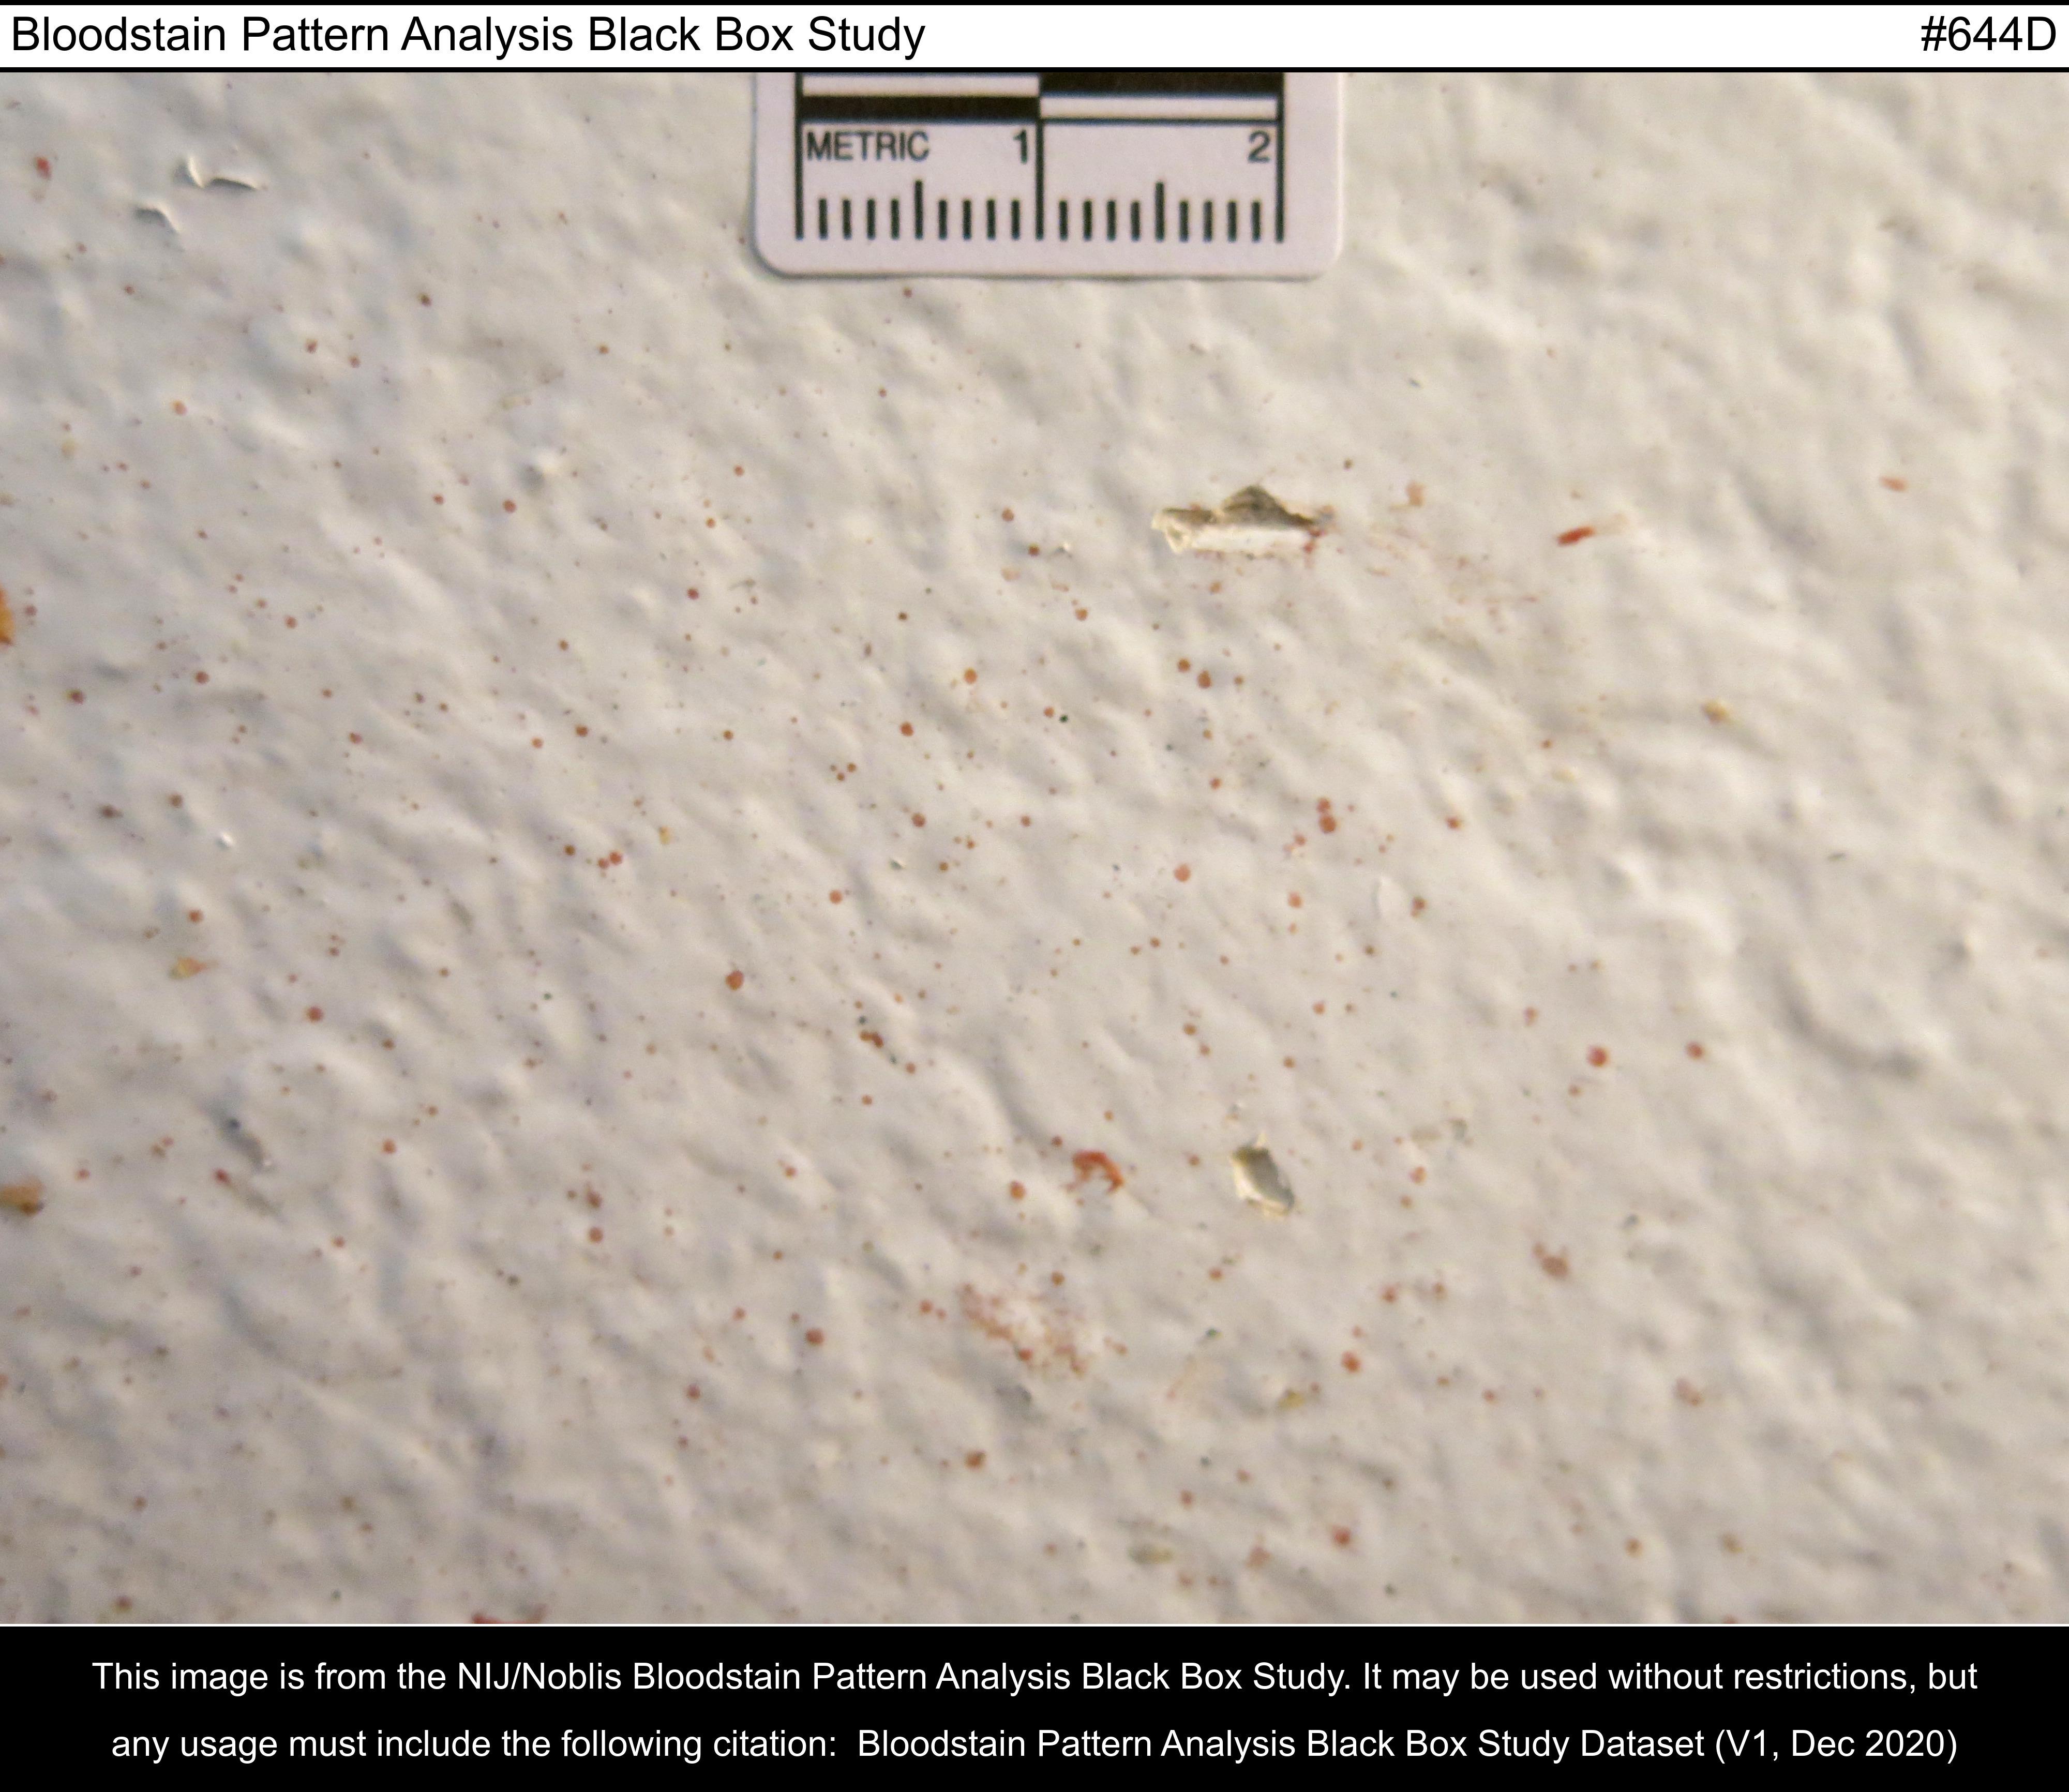 Bloodstain Pattern Analysis Black Box Study #644D
METRIC 1 2
This image is from the NIJ/Noblis Bloodstain Pattern Analysis Black Box Study. It may be used without restrictions, but
any usage must include the following citation:  Bloodstain Pattern Analysis Black Box Study Dataset (V1, Dec 2020)